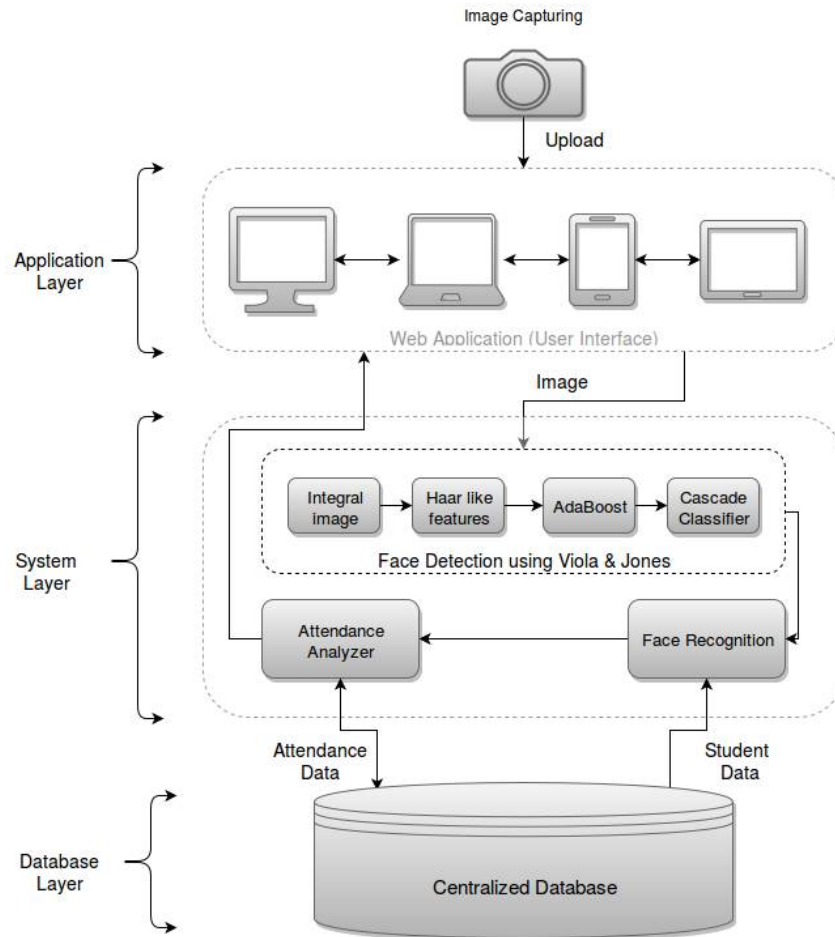 Image Capturing
Upload
Application
Layer
Web Application (User Interface)
Image
Integral
image
Haar like
features
AdaBoost
Cascade
Classifier
Face Detection using Viola & Jones
System
Layer
Attendance
Analyzer
Face Recognition
Attendance
Data
Student
Data
Database
Layer
Centralized Database